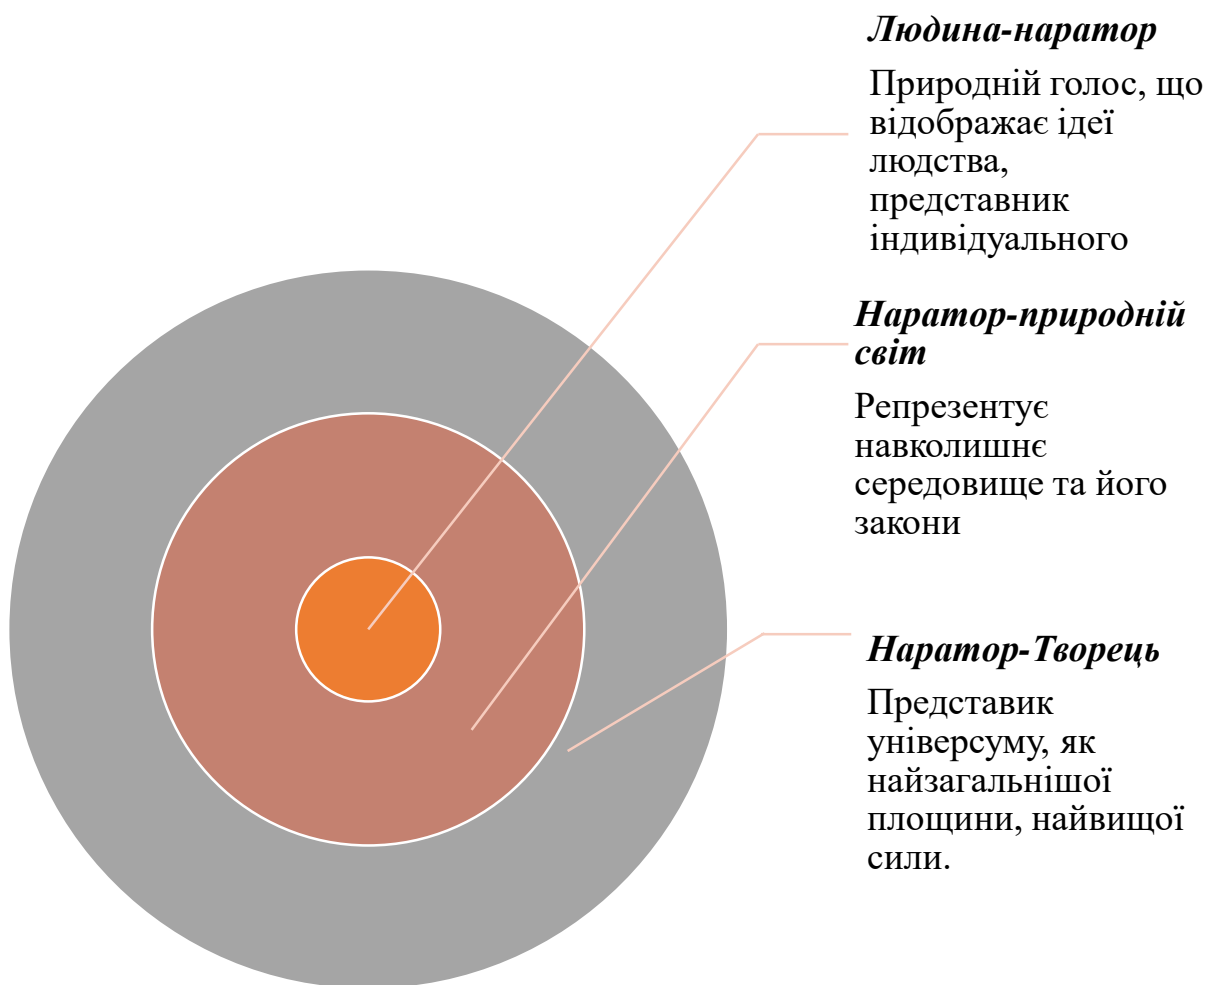 Людина-наратор
Природній голос, що
відображає ідеї
людства,
представник
індивідуального
Наратор-природній
світ
Репрезентує
навколишнє
середовище та його
закони
Наратор-Творець
Представик
універсуму, як
найзагальнішої
площини, найвищої
сили.